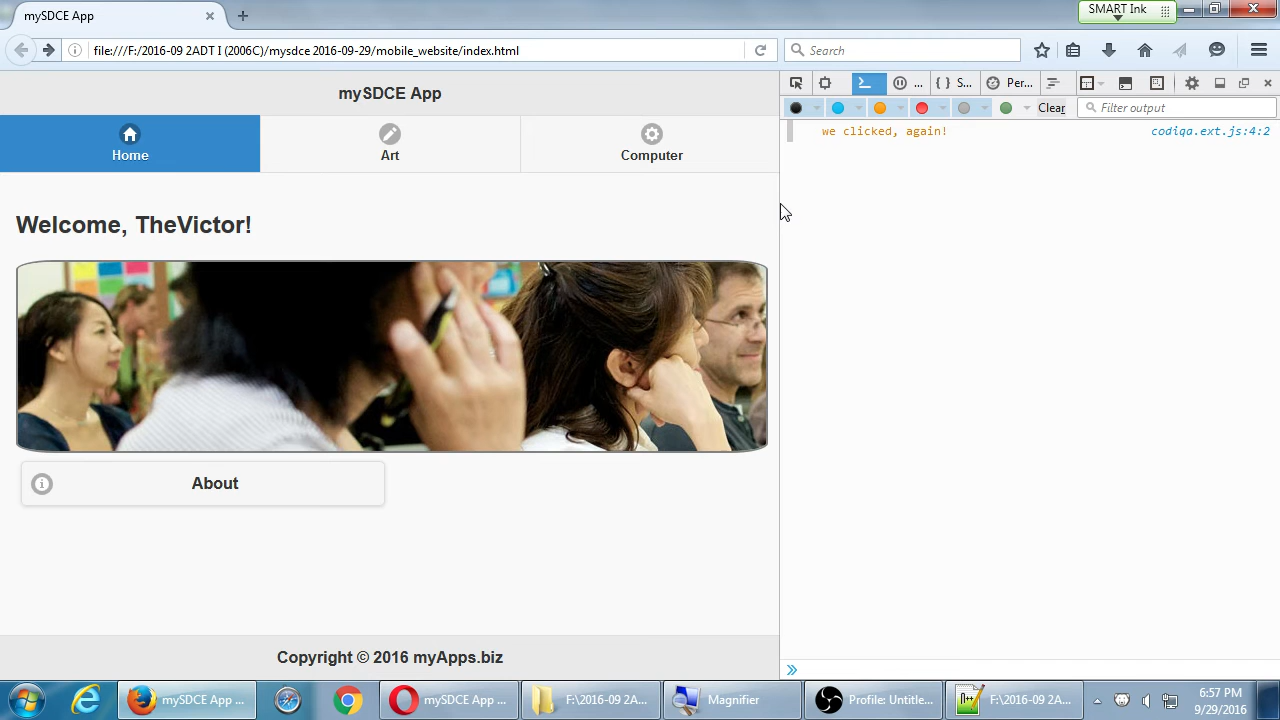 mySDCE App
SMART Ink
file:///F:/2016-09 2ADT I (2006C)/mysdce 2016-09-29/mobile_website/index.html
Search
mySDCE App
Home
Art
Computer
... { } S... Per...
Clear
Filter output
we clicked, again!
codiqa.ext.js:4:2
Welcome, TheVictor!
About
Copyright © 2016 myApps.biz
mySDCE App ...
mySDCE App ...
F:\2016-09 2A...
Magnifier
Profile: Untitle...
F:\2016-09 2A...
6:57 PM
9/29/2016